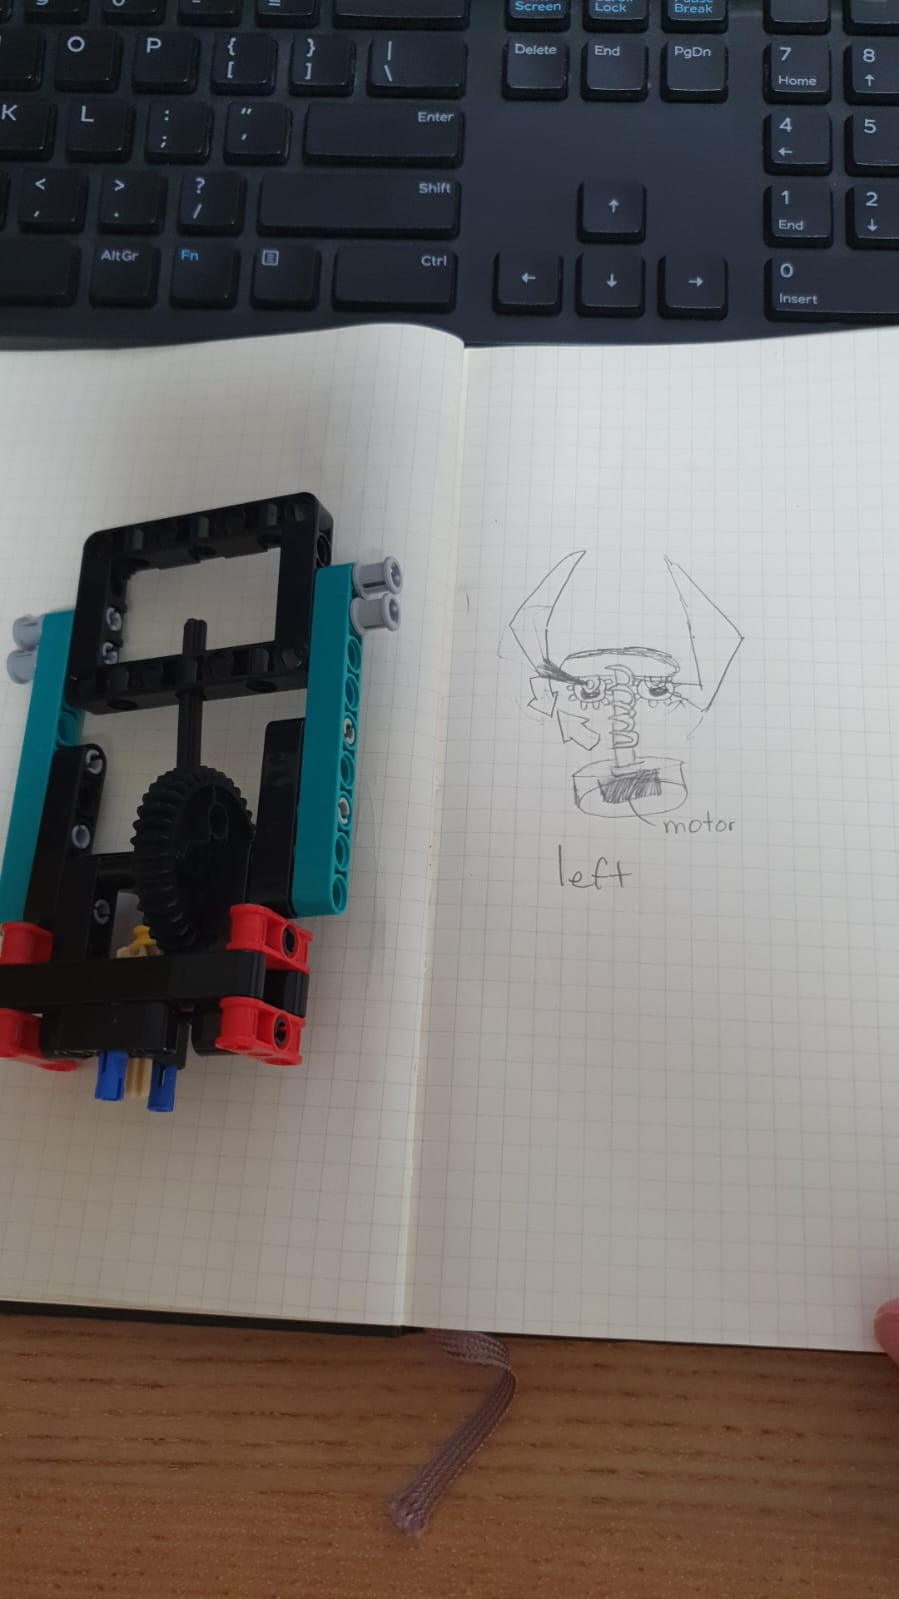 Screen
Lock
Pause
Break
O
P
{
[
}
]
|
\
Delete
End
PgDn
7
Home
8
↑
K
L
:
;
"
'
Enter
4
←
5
<
,
>
.
?
/
Shift
↑
1
End
2
↓
AltGr
Fn
Ctrl
←
↓
→
0
Insert
motor
left